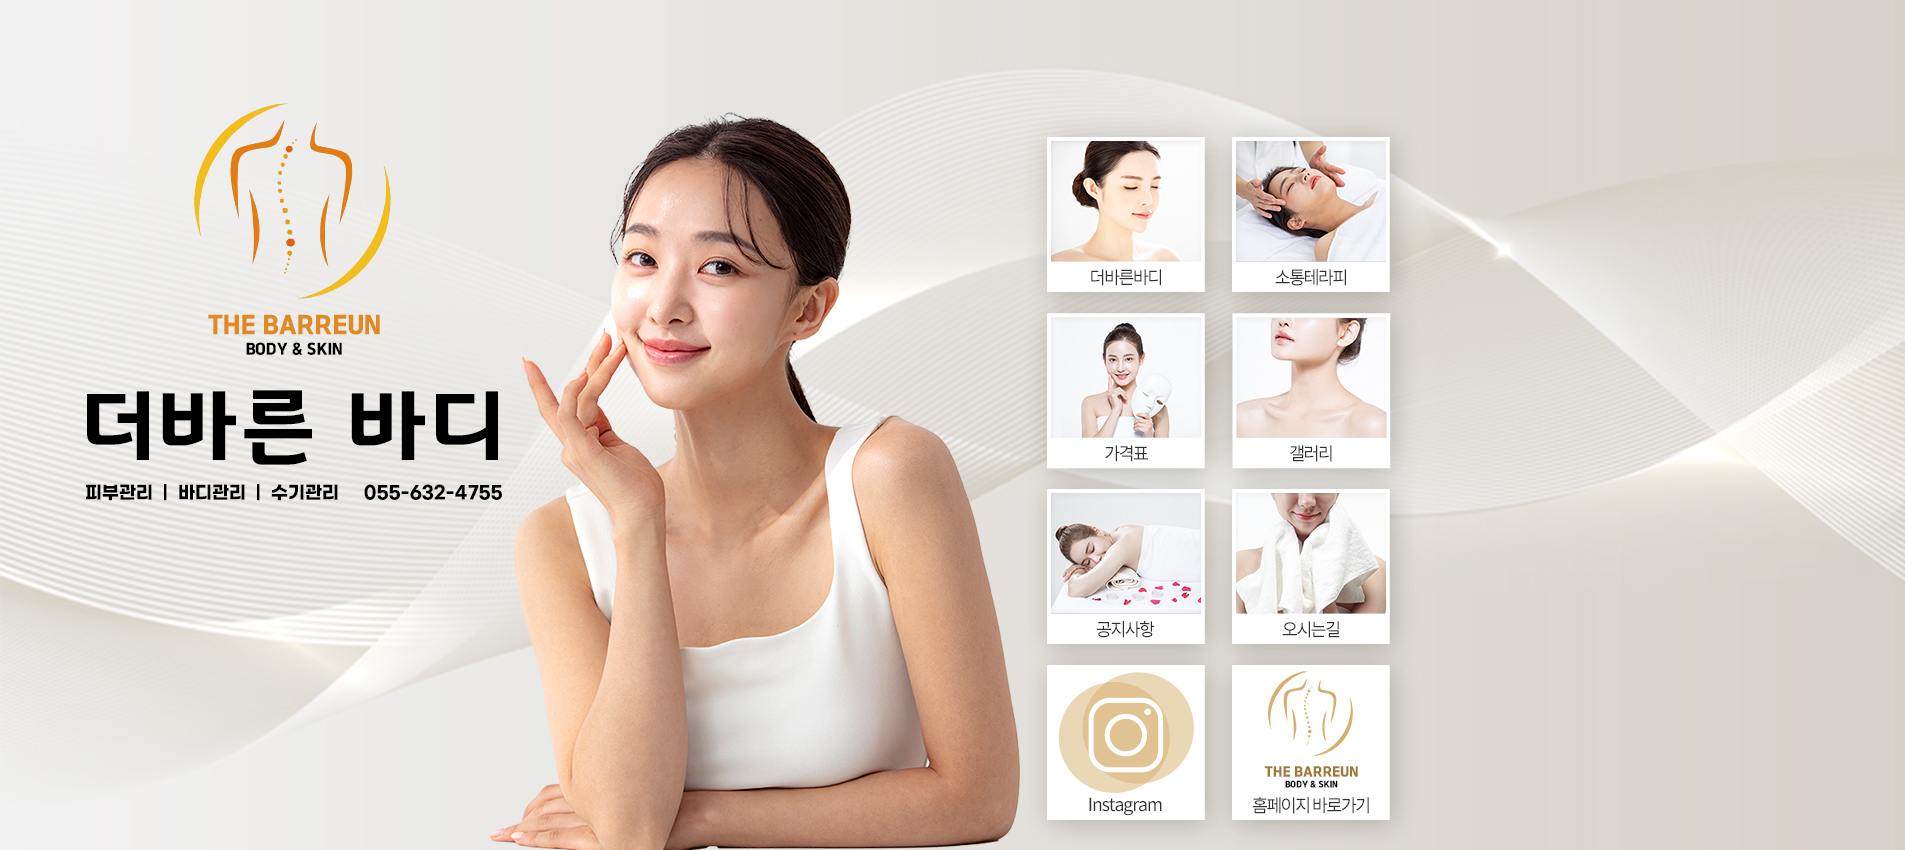 THE BARREUN
BODY & SKIN
더바른 바디
피부관리 | 바디관리 | 수기관리 055-632-4755
더바른바디
소통테라피
가격표
갤러리
공지사항
오시는길
Instagram
THE BARREUN
BODY & SKIN
홈페이지 바로가기